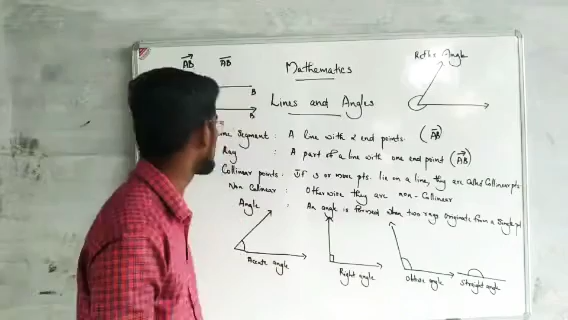 AB AB Mathematics Reflex Angle
B
Lines and Angles
B
Line Segment : A line with 2 end points (AB)
Ray : A part of a line with one end point (AB)
Collinear points : If 3 or more pts. lie on a line, they are called Collinear pts
Non Colinear : Otherwise they are non-Collinear
Angle : An angle is formed when two rays originate from a Single pt
Accute angle Right angle Obtuse angle Straight angle